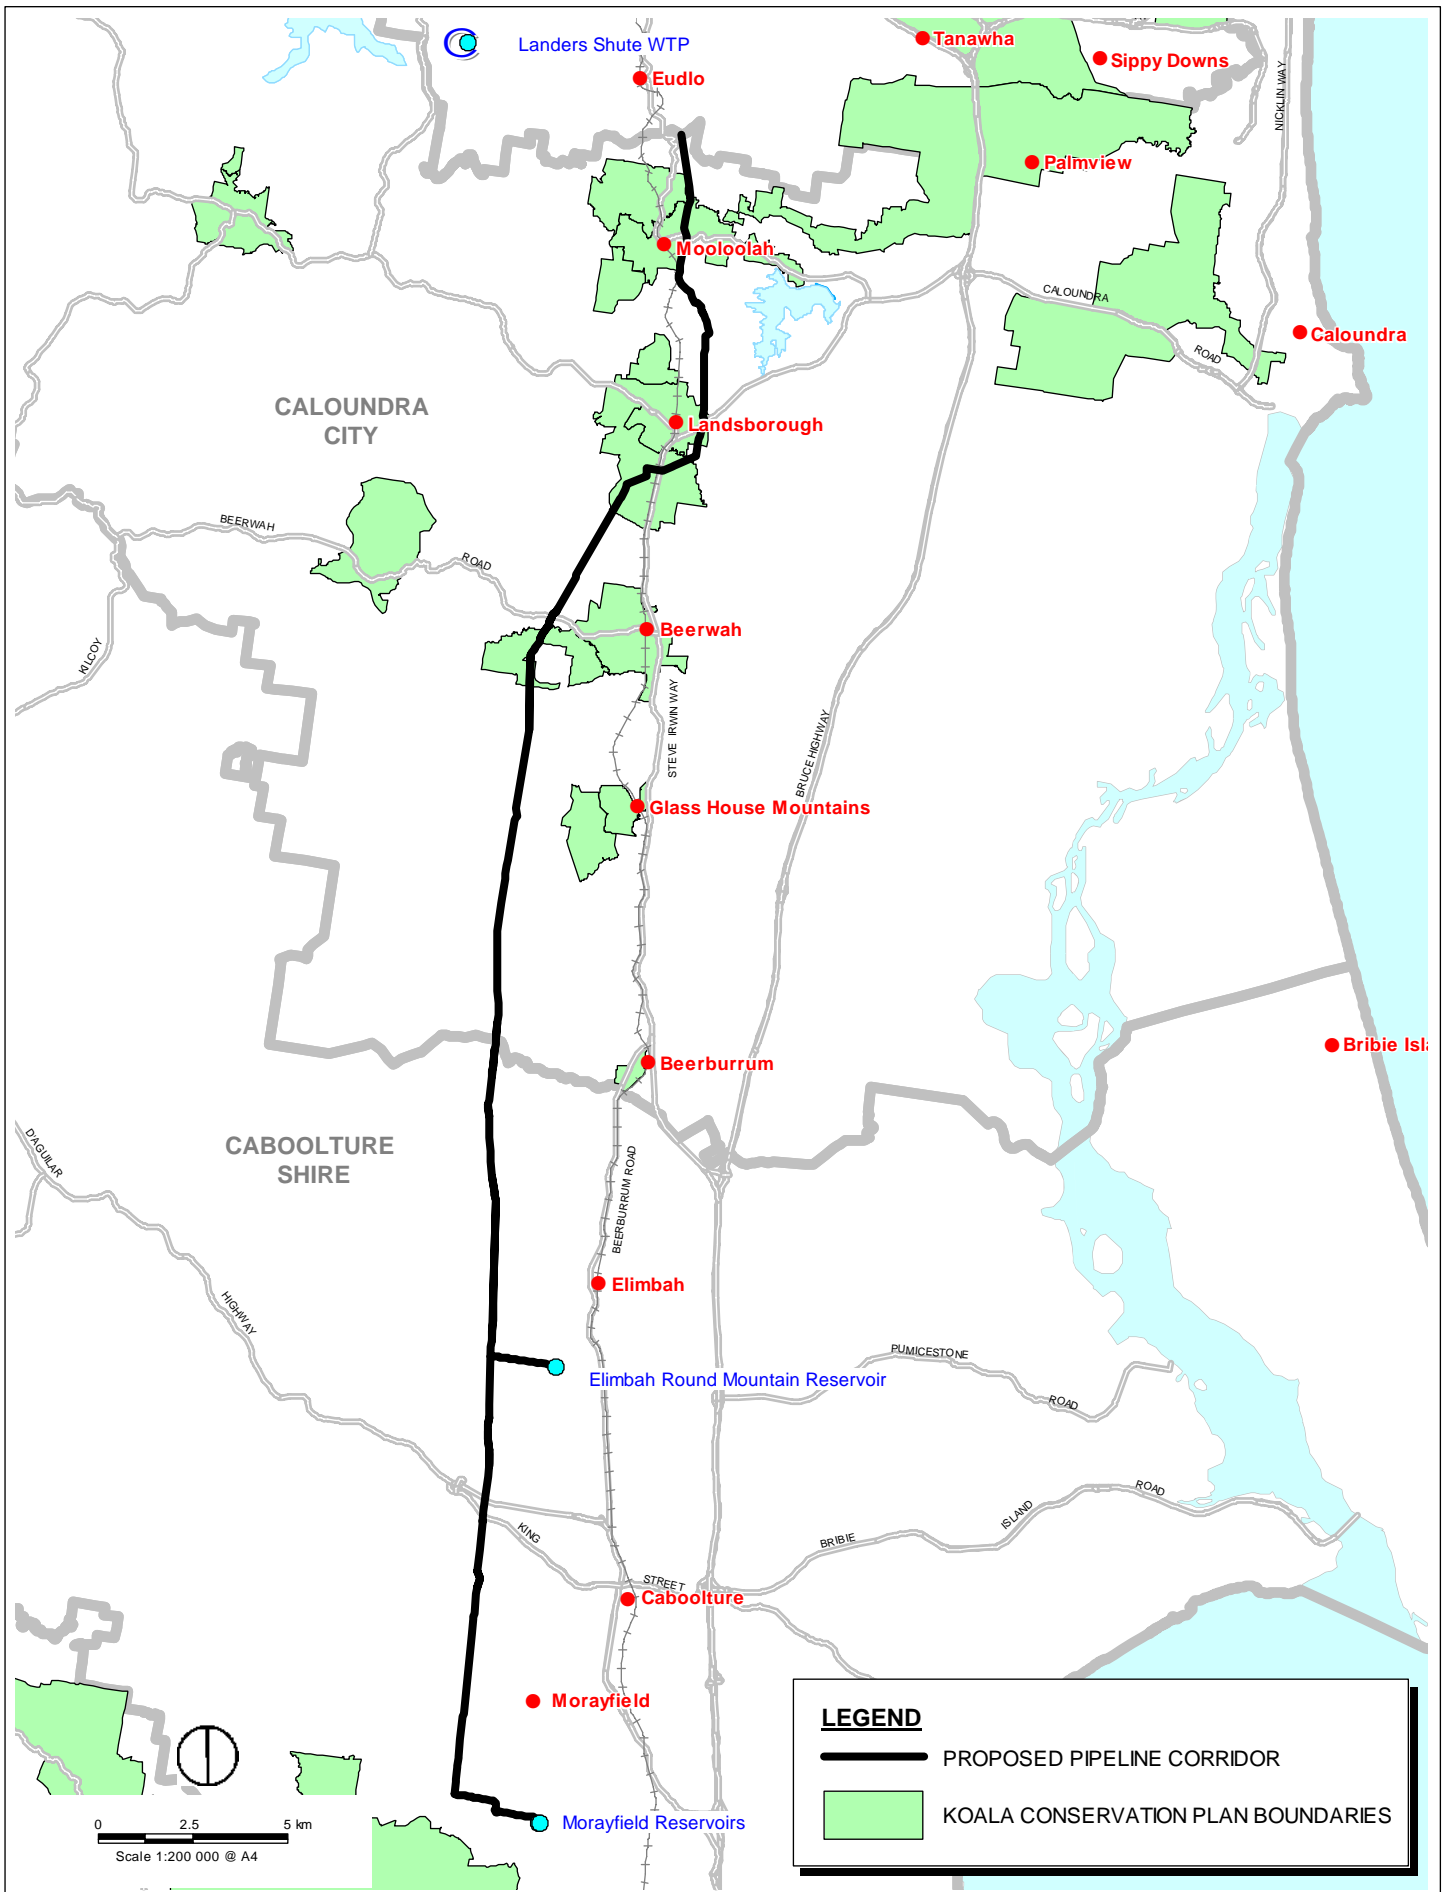 Landers Shute WTP
Tanawha
Sippy Downs
Eudlo
NICKLIN WAY
Palmview
Mooloolah
CALOUNDRA
ROAD
Caloundra
CALOUNDRA
CITY
Landsborough
BEERWAH
ROAD
Beerwah
KILCOY
STEVE IRWIN WAY
BRUCE HIGHWAY
Glass House Mountains
Bribie Isla
Beerburrum
D'AGUILAR
CABOOLTURE
SHIRE
BEERBURRUM ROAD
Elimbah
HIGHWAY
PUMICESTONE
ROAD
Elimbah Round Mountain Reservoir
KING
STREET
BRIBIE
ISLAND
ROAD
Caboolture
Morayfield
LEGEND
PROPOSED PIPELINE CORRIDOR
KOALA CONSERVATION PLAN BOUNDARIES
Morayfield Reservoirs
0 2.5 5 km
Scale 1:200 000 @ A4